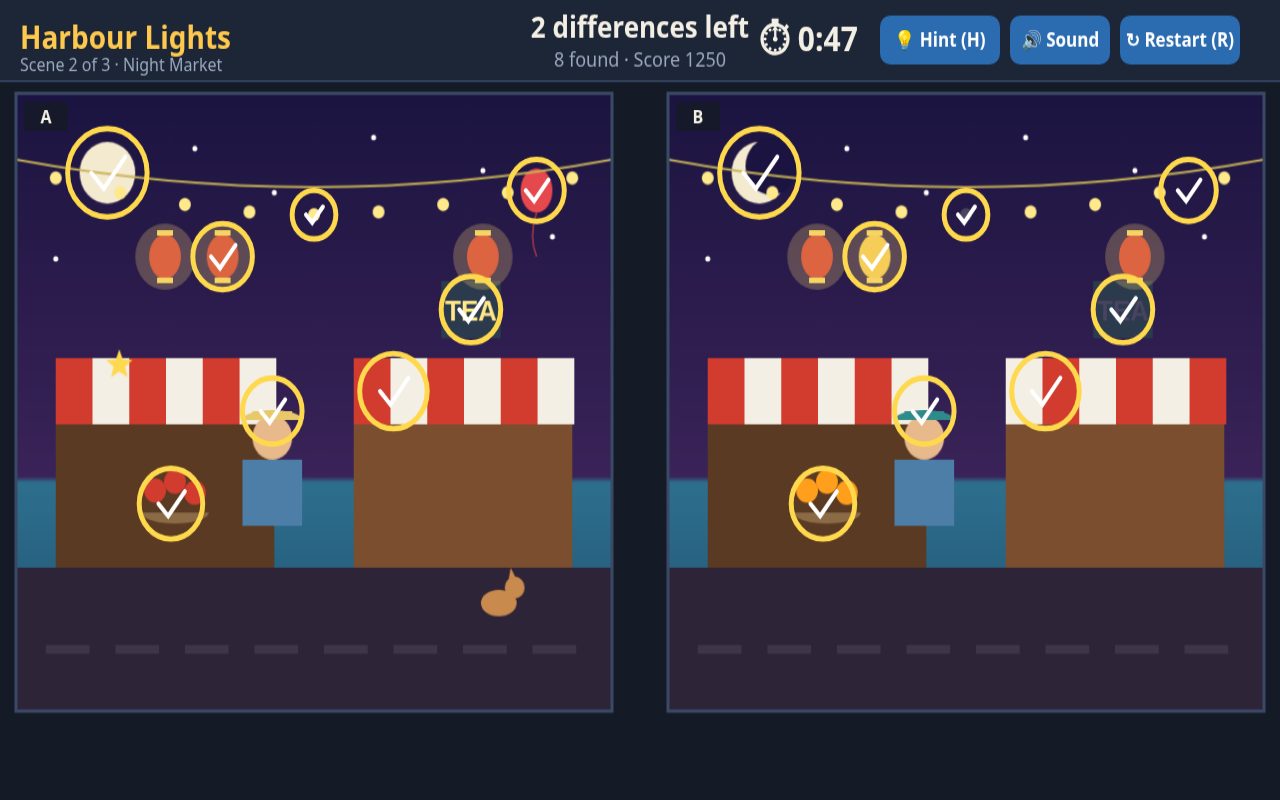 Harbour Lights
Scene 2 of 3 · Night Market
2 differences left
8 found · Score 1250
⏱ 0:47
💡 Hint (H)
🔊 Sound
↻ Restart (R)
A
TEA
B
TEA